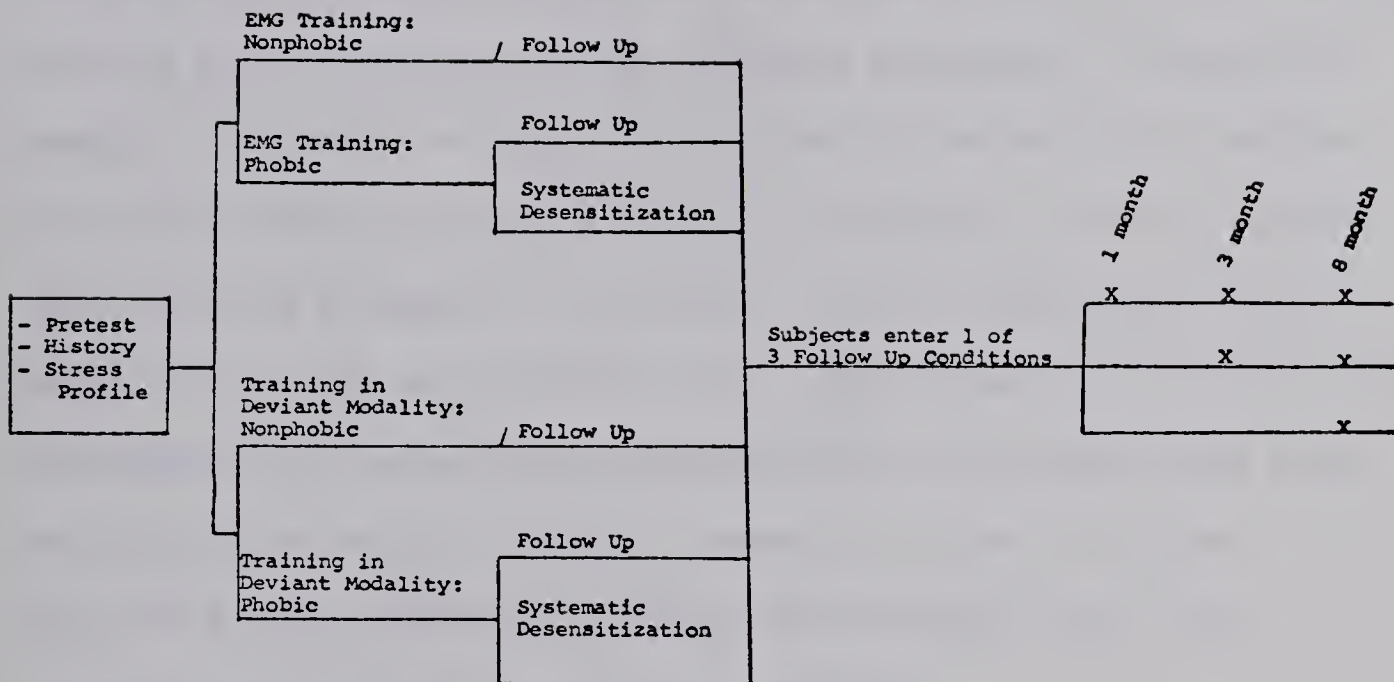 - Pretest
- History
- Stress
Profile
EMG Training:
Nonphobic
/ Follow Up
EMG Training:
Phobic
Follow Up
Systematic
Desensitization
Training in
Deviant Modality:
Nonphobic
/ Follow Up
Training in
Deviant Modality:
Phobic
Follow Up
Systematic
Desensitization
Subjects enter 1 of
3 Follow Up Conditions
1 month
3 month
8 month
X X X
X X
X